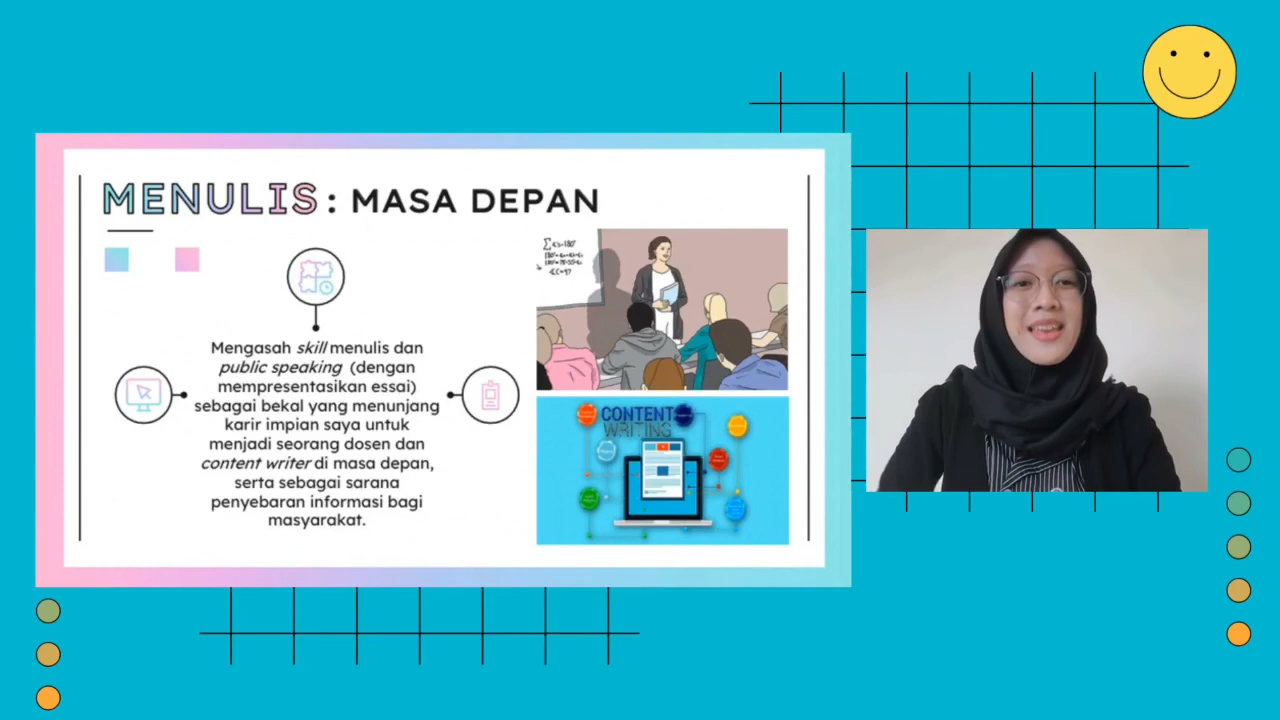 MENULIS : MASA DEPAN
Mengasah skill menulis dan
public speaking (dengan
mempresentasikan essai)
sebagai bekal yang menunjang
karir impian saya untuk
menjadi seorang dosen dan
content writer di masa depan,
serta sebagai sarana
penyebaran informasi bagi
masyarakat.
CONTENT
WRITING